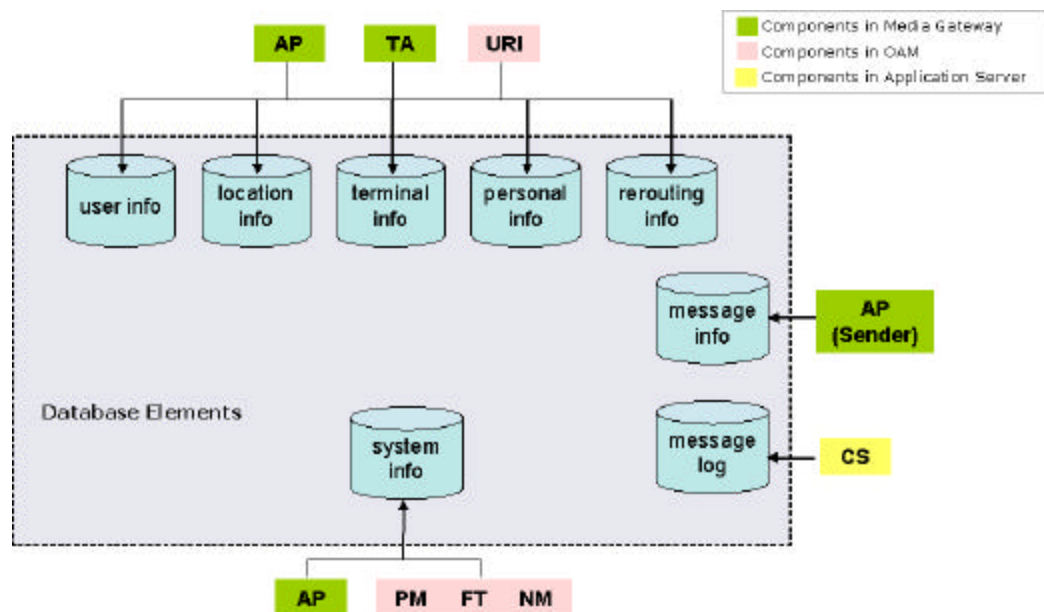 AP
TA
URI
Components in Media Gateway
Components in OAM
Components in Application Server
user info
location
info
terminal
info
personal
info
rerouting
info
message
info
AP
(Sender)
Database Elements
system
info
message
log
CS
AP
PM
FT
NM